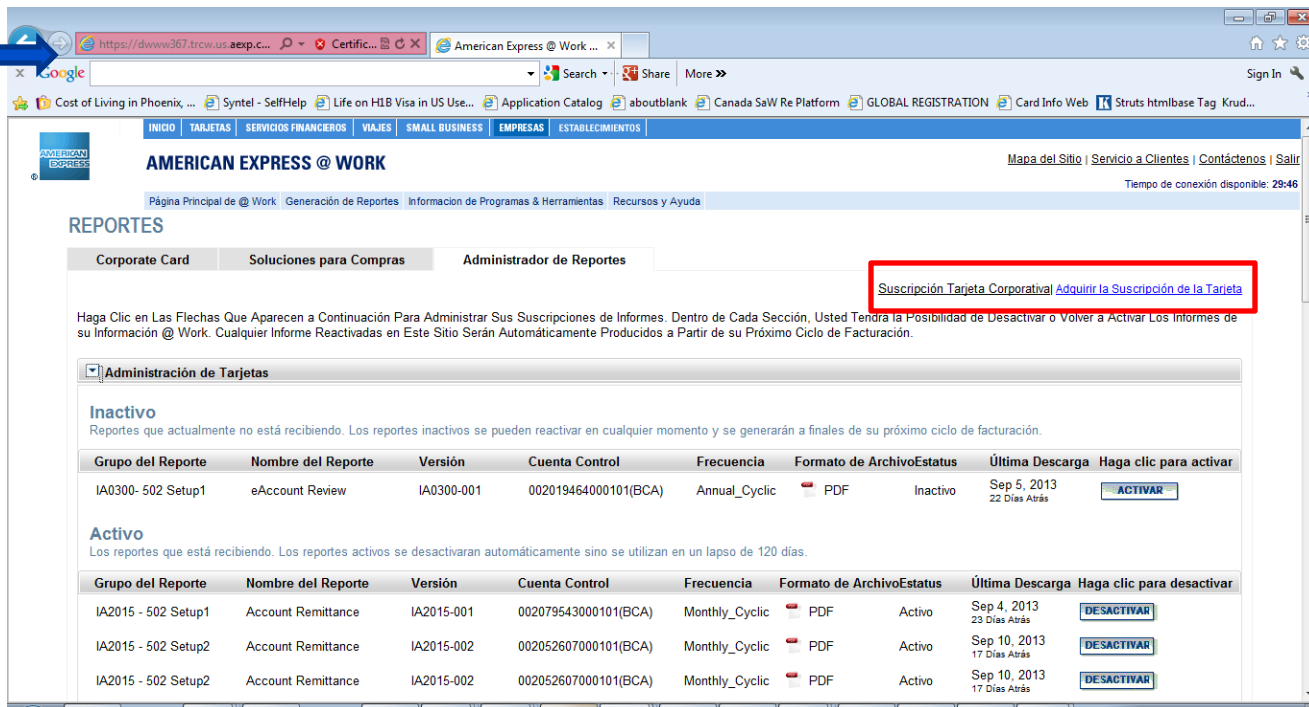 https://dwww367.trcw.us.aexp.c... Certific... American Express @ Work ...
Google Search Share More >> Sign In
Cost of Living in Phoenix, ... Syntel - SelfHelp Life on H1B Visa in US Use... Application Catalog aboutblank Canada SaW Re Platform GLOBAL REGISTRATION Card Info Web Struts htmlbase Tag Krud...
INICIO TARJETAS SERVICIOS FINANCIEROS VIAJES SMALL BUSINESS EMPRESAS ESTABLECIMIENTOS
AMERICAN EXPRESS
AMERICAN EXPRESS @ WORK
Mapa del Sitio | Servicio a Clientes | Contáctenos | Salir
Tiempo de conexión disponible: 29:46
Página Principal de @ Work Generación de Reportes Informacion de Programas & Herramientas Recursos y Ayuda
REPORTES
Corporate Card Soluciones para Compras Administrador de Reportes
Suscripción Tarjeta Corporativa| Adquirir la Suscripción de la Tarjeta
Haga Clic en Las Flechas Que Aparecen a Continuación Para Administrar Sus Suscripciones de Informes. Dentro de Cada Sección, Usted Tendrá la Posibilidad de Desactivar o Volver a Activar Los Informes de
su Información @ Work. Cualquier Informe Reactivadas en Este Sitio Serán Automáticamente Producidos a Partir de su Próximo Ciclo de Facturación.
Administración de Tarjetas
Inactivo
Reportes que actualmente no está recibiendo. Los reportes inactivos se pueden reactivar en cualquier momento y se generarán a finales de su próximo ciclo de facturación.
Grupo del Reporte Nombre del Reporte Versión Cuenta Control Frecuencia Formato de ArchivoEstatus Última Descarga Haga clic para activar
IA0300- 502 Setup1 eAccount Review IA0300-001 002019464000101(BCA) Annual_Cyclic PDF Inactivo Sep 5, 2013 ACTIVAR
22 Días Atrás
Activo
Los reportes que está recibiendo. Los reportes activos se desactivaran automáticamente sino se utilizan en un lapso de 120 días.
Grupo del Reporte Nombre del Reporte Versión Cuenta Control Frecuencia Formato de ArchivoEstatus Última Descarga Haga clic para desactivar
IA2015 - 502 Setup1 Account Remittance IA2015-001 002079543000101(BCA) Monthly_Cyclic PDF Activo Sep 4, 2013 DESACTIVAR
23 Días Atrás
IA2015 - 502 Setup2 Account Remittance IA2015-002 002052607000101(BCA) Monthly_Cyclic PDF Activo Sep 10, 2013 DESACTIVAR
17 Días Atrás
IA2015 - 502 Setup2 Account Remittance IA2015-002 002052607000101(BCA) Monthly_Cyclic PDF Activo Sep 10, 2013 DESACTIVAR
17 Días Atrás